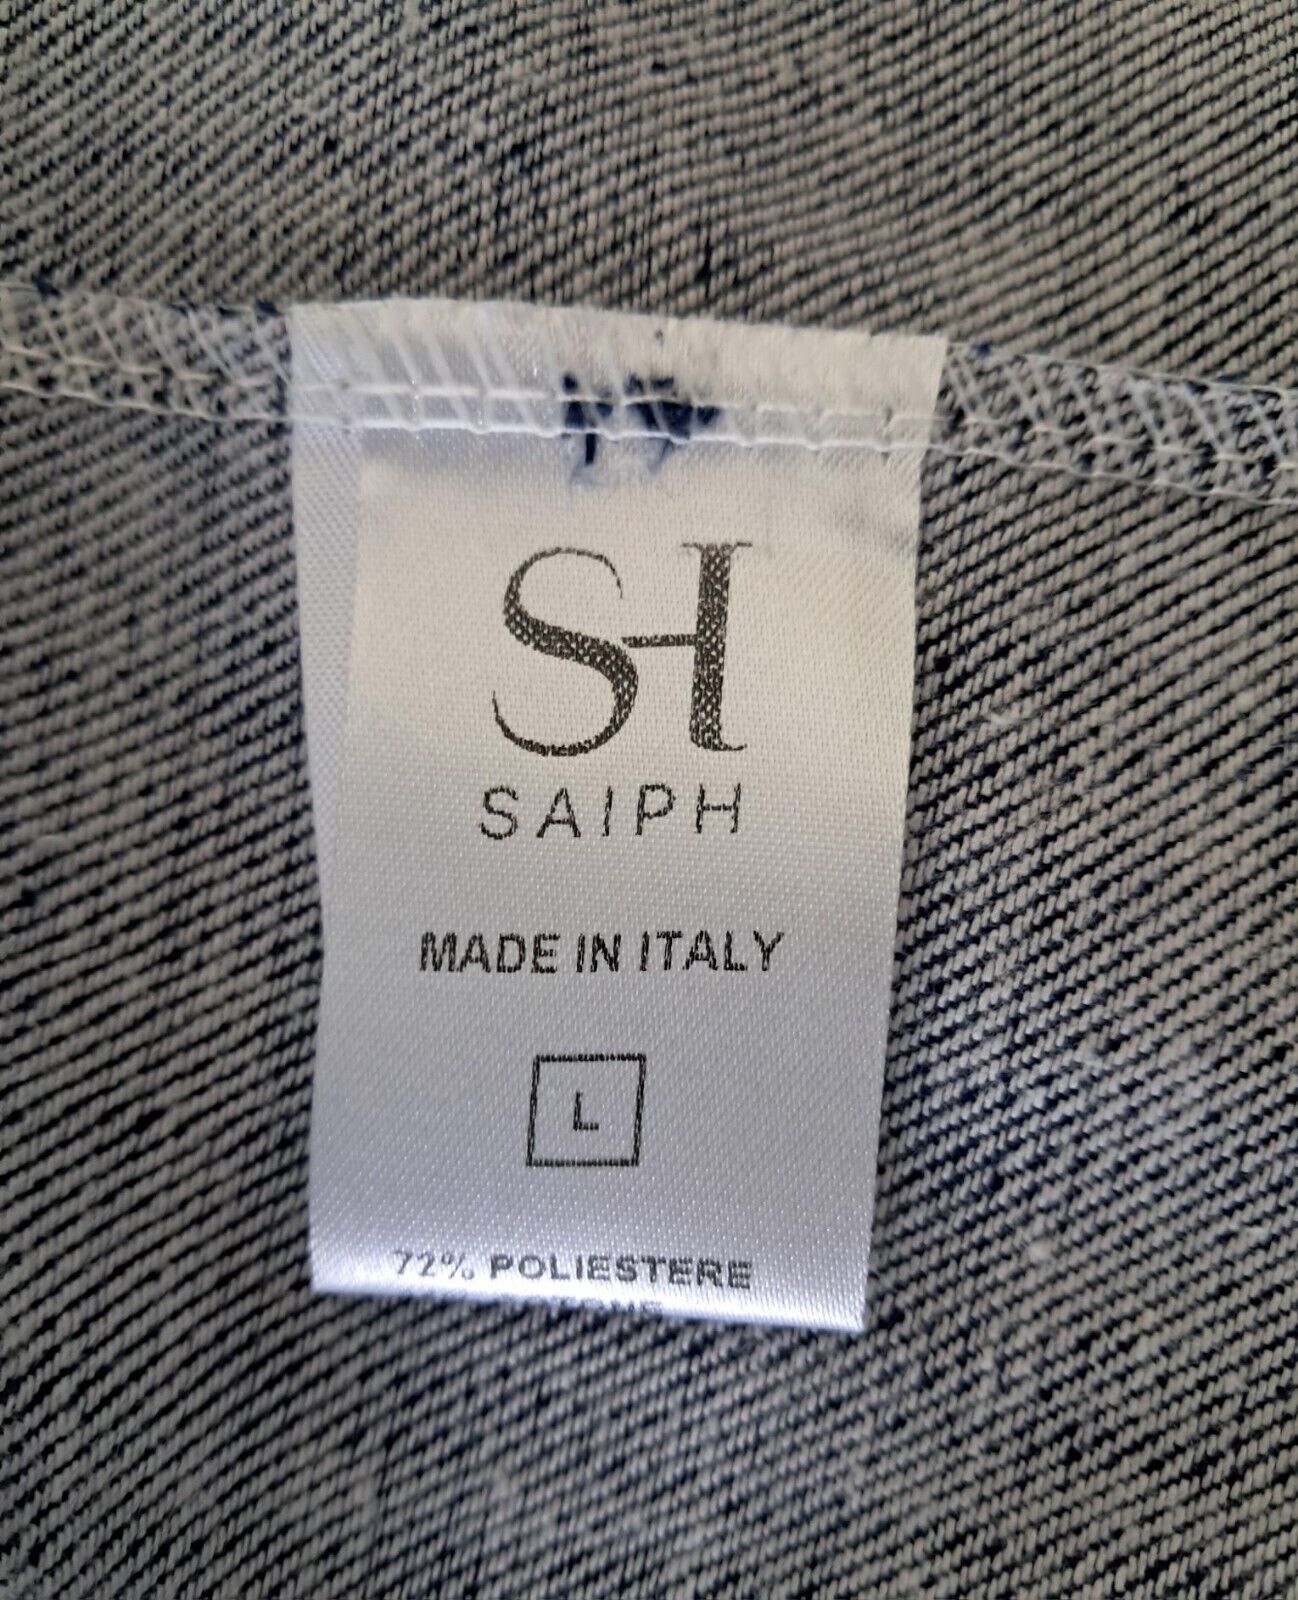 SH
SAIPH
MADE IN ITALY
L
72% POLIESTERE